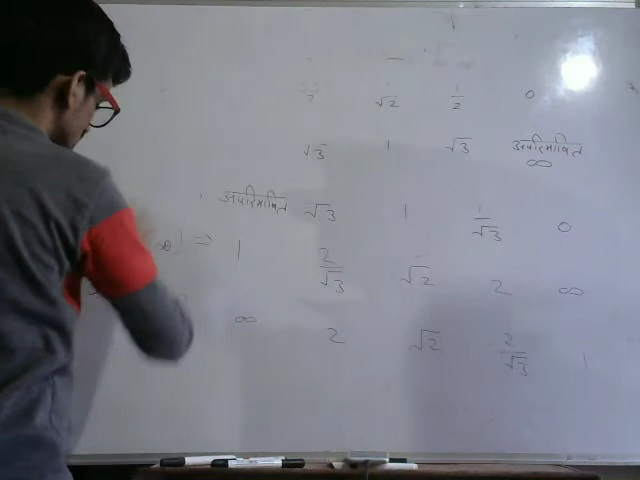 1/√2 1/2 0
√3 1 √3 अपरिभाषित
∞
अपरिभाषित √3 1 1/√3 0
⇒ 1 2/√3 √2 2 ∞
∞ 2 √2 2/√3 1